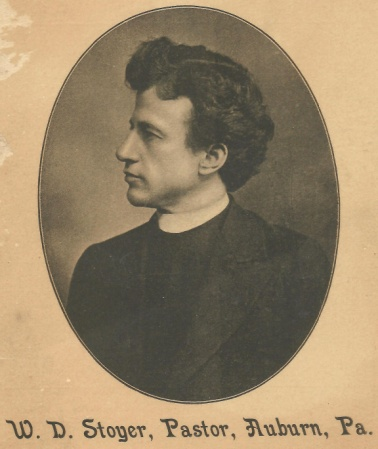 W. D. Stoyer, Pastor, Auburn, Pa.